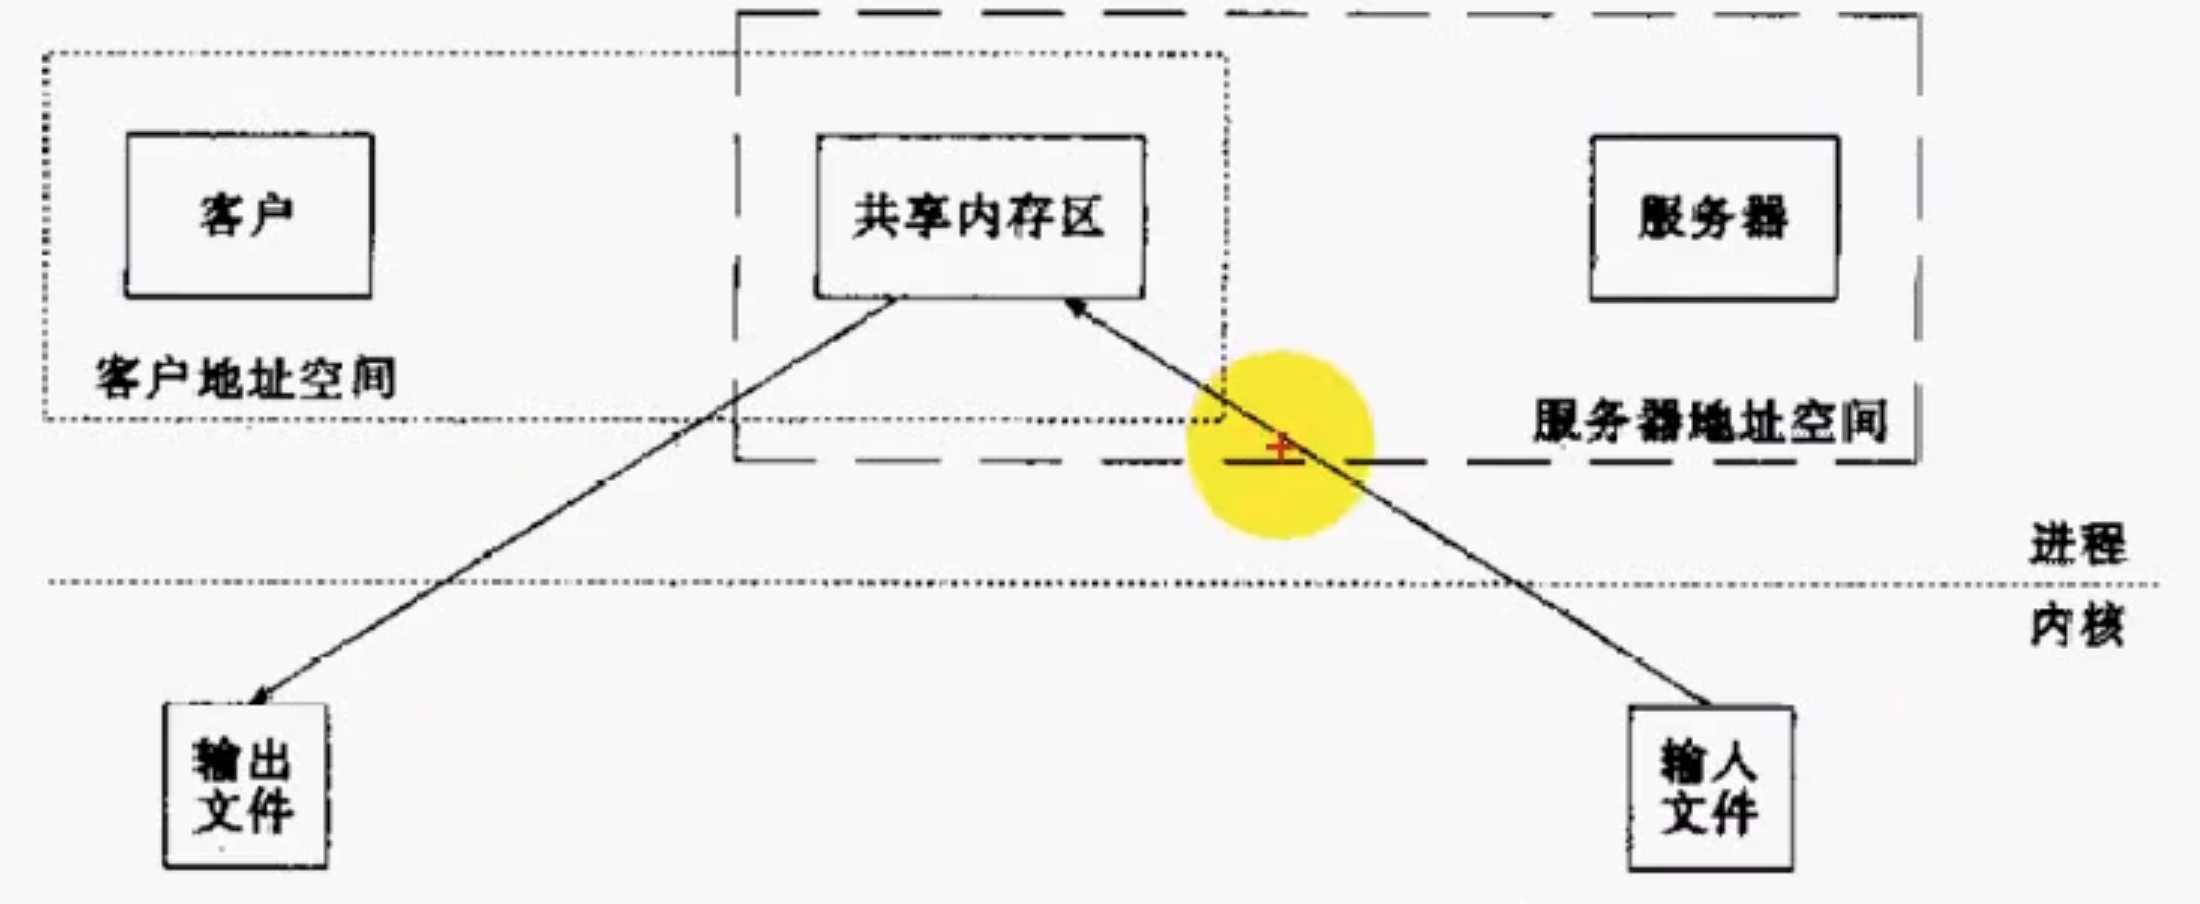 客户
共享内存区
服务器
客户地址空间
服务器地址空间
进程
内核
输出
文件
输人
文件